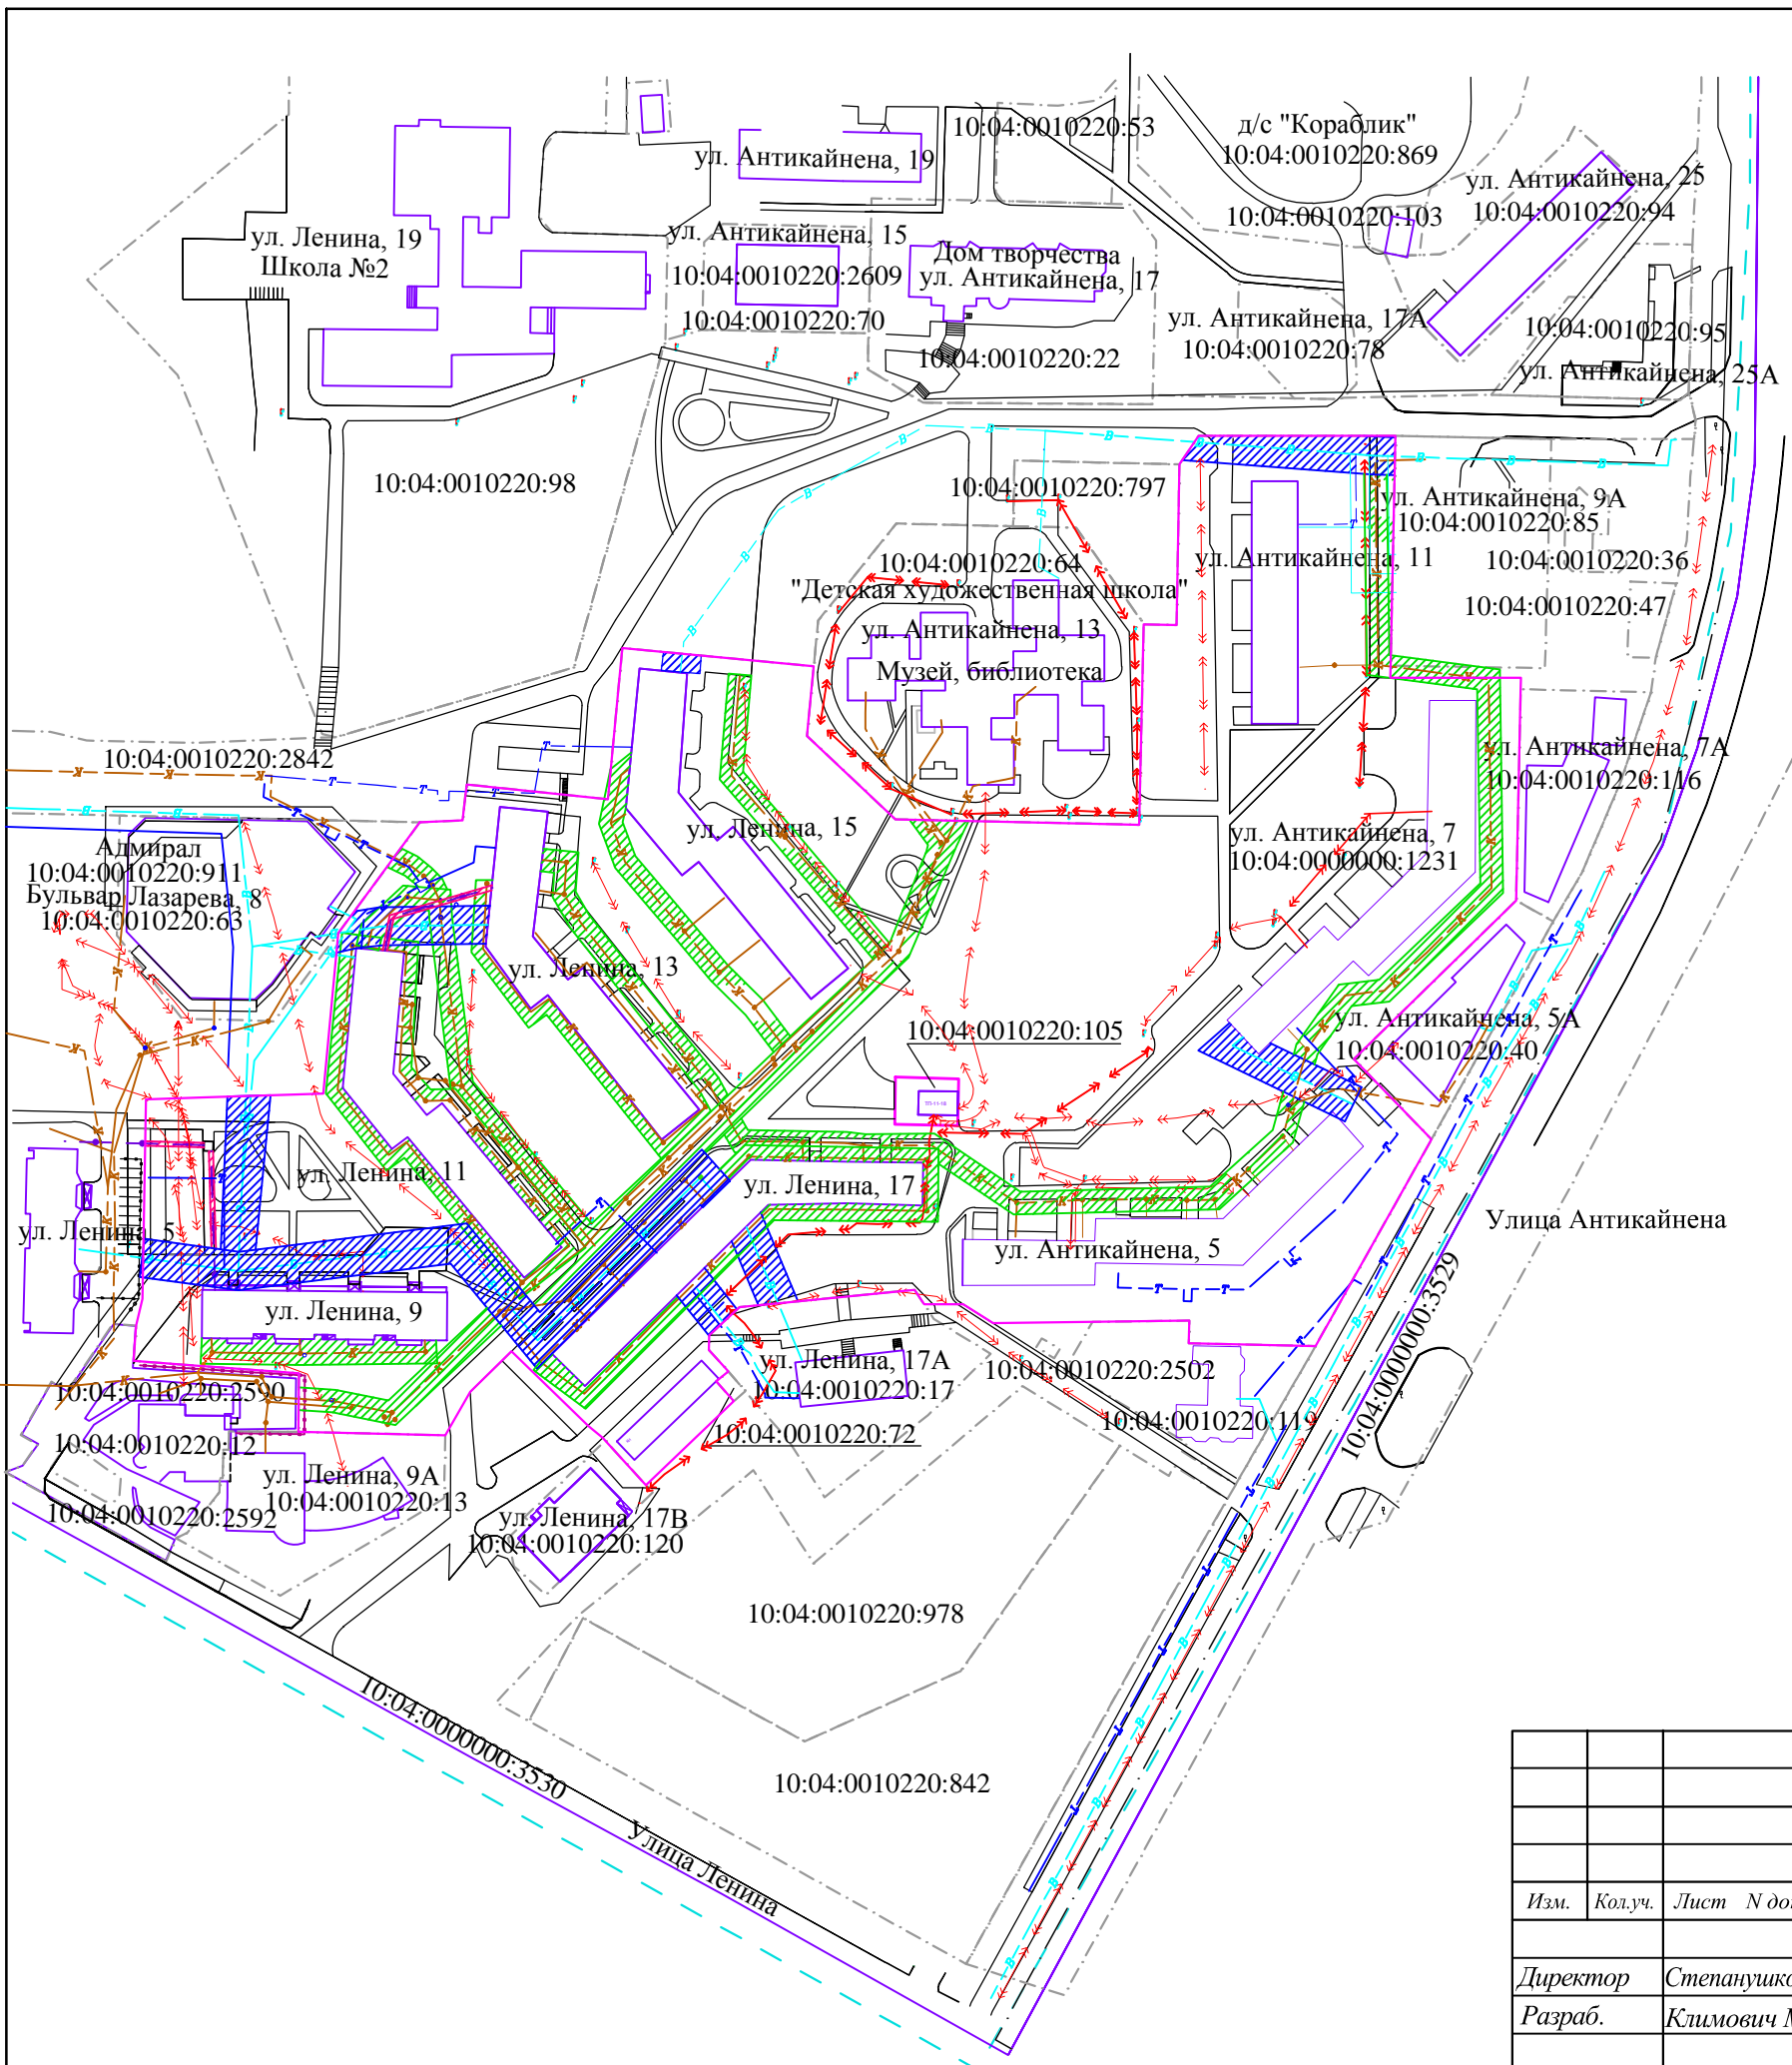 10:04:0010220:53
д/с "Кораблик"
10:04:0010220:869
ул. Антикайнена, 19
ул. Антикайнена, 25
10:04:0010220:94
10:04:0010220:103
ул. Ленина, 19
Школа №2
ул. Антикайнена, 15
10:04:0010220:2609
10:04:0010220:70
Дом творчества
ул. Антикайнена, 17
10:04:0010220:22
ул. Антикайнена, 17А
10:04:0010220:78
10:04:0010220:95
ул. Антикайнена, 25А
10:04:0010220:98
10:04:0010220:797
ул. Антикайнена, 9А
10:04:0010220:85
10:04:0010220:64
"Детская художественная школа"
ул. Антикайнена, 13
Музей, библиотека
ул. Антикайнена, 11
10:04:0010220:36
10:04:0010220:47
10:04:0010220:2842
ул. Антикайнена, 7А
10:04:0010220:116
Адмирал
10:04:0010220:911
Бульвар Лазарева, 8
10:04:0010220:63
ул. Ленина, 15
ул. Антикайнена, 7
10:04:0000000:1231
ул. Ленина, 13
10:04:0010220:105
ул. Антикайнена, 5А
10:04:0010220:40
ул. Ленина, 11
ул. Ленина, 17
ул. Ленина, 5
ул. Антикайнена, 5
Улица Антикайнена
10:04:0000000:3529
ул. Ленина, 9
ул. Ленина, 17А
10:04:0010220:17
10:04:0010220:2502
10:04:0010220:2590
10:04:0010220:72
10:04:0010220:119
10:04:0010220:12
ул. Ленина, 9А
10:04:0010220:13
10:04:0010220:2592
ул. Ленина, 17В
10:04:0010220:120
10:04:0010220:978
10:04:0000000:3530
10:04:0010220:842
Улица Ленина
Изм. Кол.уч. Лист N
Директор
Разраб. Климович